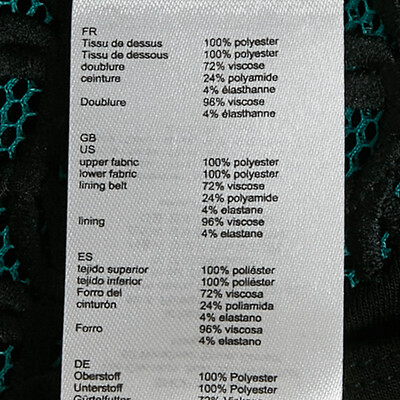 FR
Tissu de dessus 100% polyester
Tissu de dessous 100% polyester
doublure 72% viscose
ceinture 24% polyamide
4% élasthanne
Doublure 96% viscose
4% élasthanne
GB
US
upper fabric 100% polyester
lower fabric 100% polyester
lining belt 72% viscose
24% polyamide
4% elastane
lining 96% viscose
4% elastane
ES
tejido superior 100% poliéster
tejido inferior 100% poliéster
Forro del 72% viscosa
cinturón 24% poliamida
4% elastano
Forro 96% viscosa
4% elastano
DE
Oberstoff 100% Polyester
Unterstoff 100% Polyester
Gürtelfutter 72% Viskose